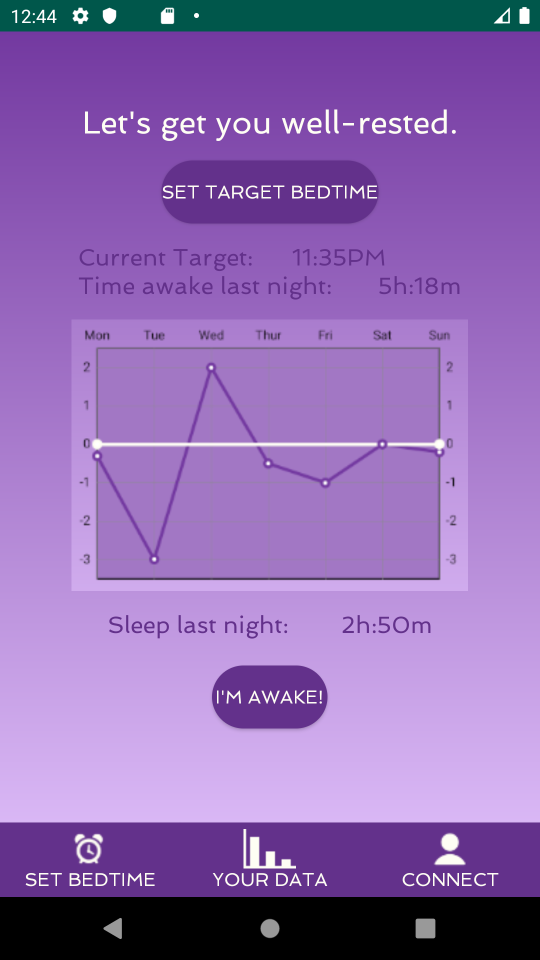 12:44
Let's get you well-rested.
SET TARGET BEDTIME
Current Target: 11:35PM
Time awake last night: 5h:18m
Mon Tue Wed Thur Fri Sat Sun
2 2
1 1
0 0
-1 -1
-2 -2
-3 -3
Sleep last night: 2h:50m
I'M AWAKE!
SET BEDTIME YOUR DATA CONNECT